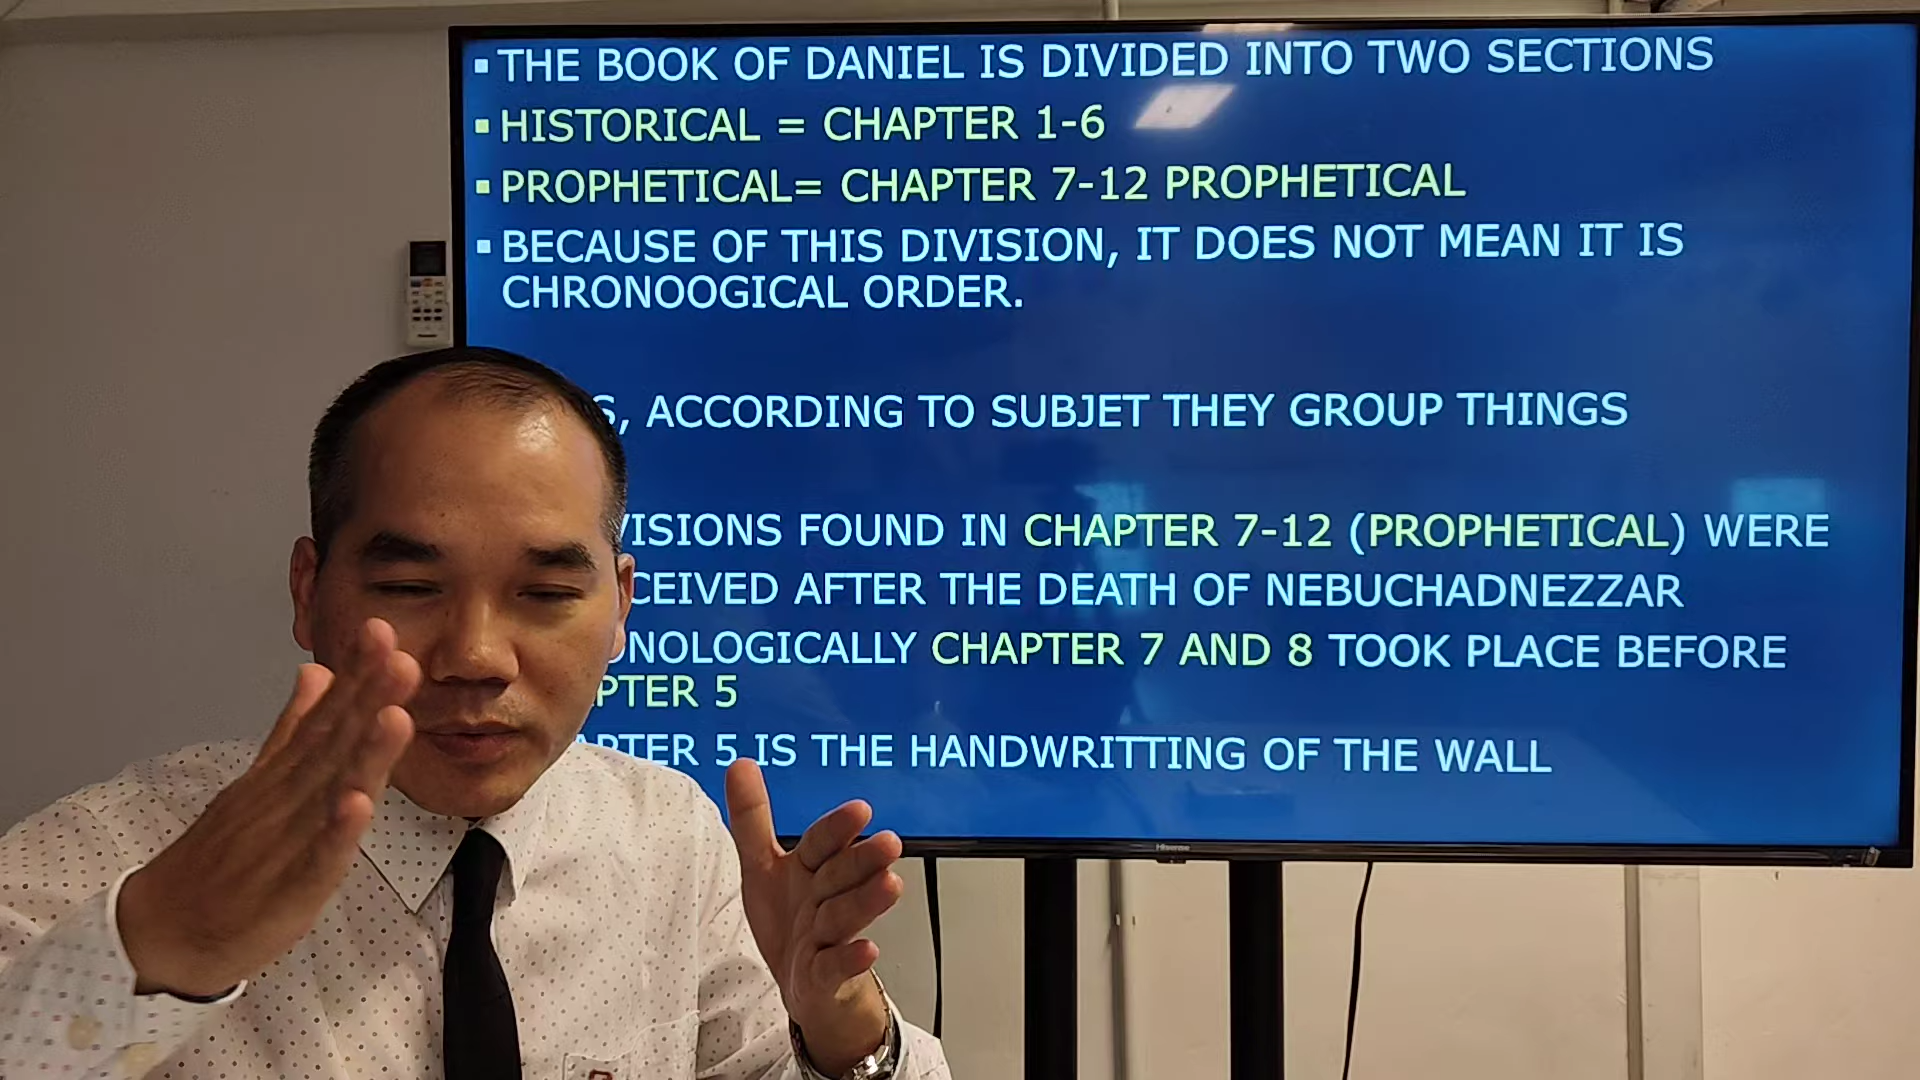 THE BOOK OF DANIEL IS DIVIDED INTO TWO SECTIONS
HISTORICAL = CHAPTER 1-6
PROPHETICAL= CHAPTER 7-12 PROPHETICAL
BECAUSE OF THIS DIVISION, IT DOES NOT MEAN IT IS
CHRONOOGICAL ORDER.
S, ACCORDING TO SUBJET THEY GROUP THINGS
VISIONS FOUND IN CHAPTER 7-12 (PROPHETICAL) WERE
CEIVED AFTER THE DEATH OF NEBUCHADNEZZAR
NOLOGICALLY CHAPTER 7 AND 8 TOOK PLACE BEFORE
PTER 5
APTER 5 IS THE HANDWRITTING OF THE WALL
Hisense